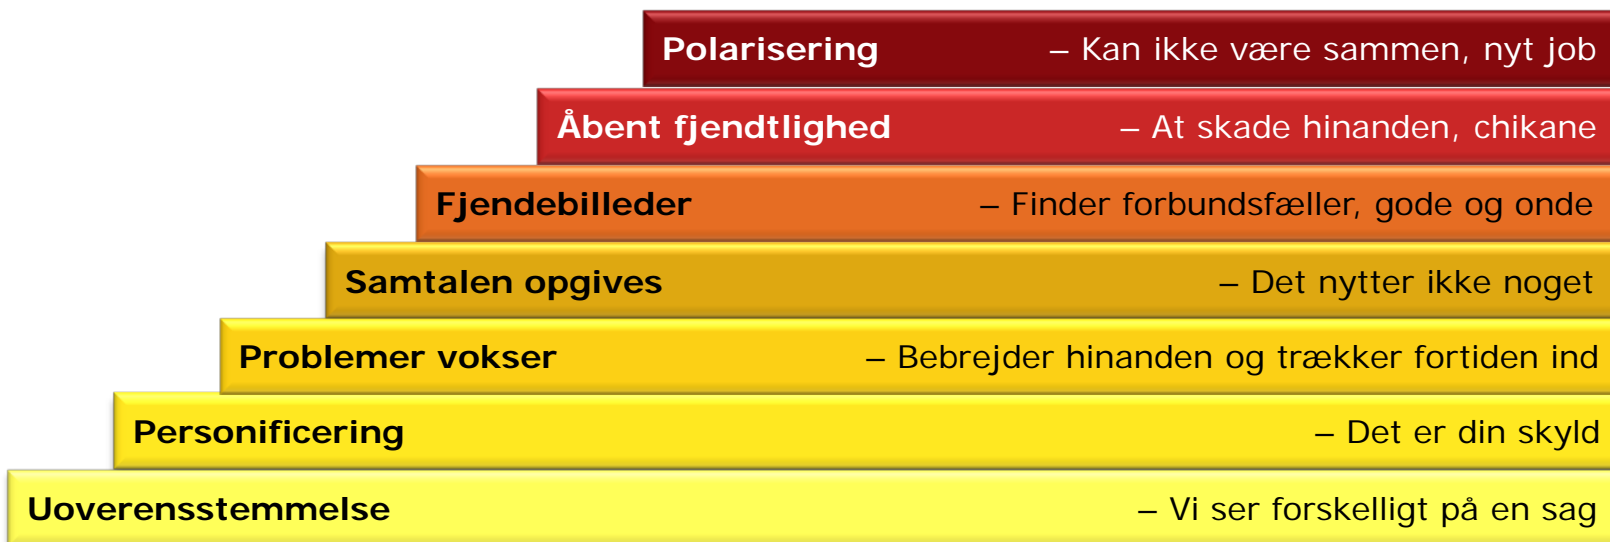 Polarisering – Kan ikke være sammen, nyt job
Åbent fjendtlighed – At skade hinanden, chikane
Fjendebilleder – Finder forbundsfæller, gode og onde
Samtalen opgives – Det nytter ikke noget
Problemer vokser – Bebrejder hinanden og trækker fortiden ind
Personificering – Det er din skyld
Uoverensstemmelse – Vi ser forskelligt på en sag